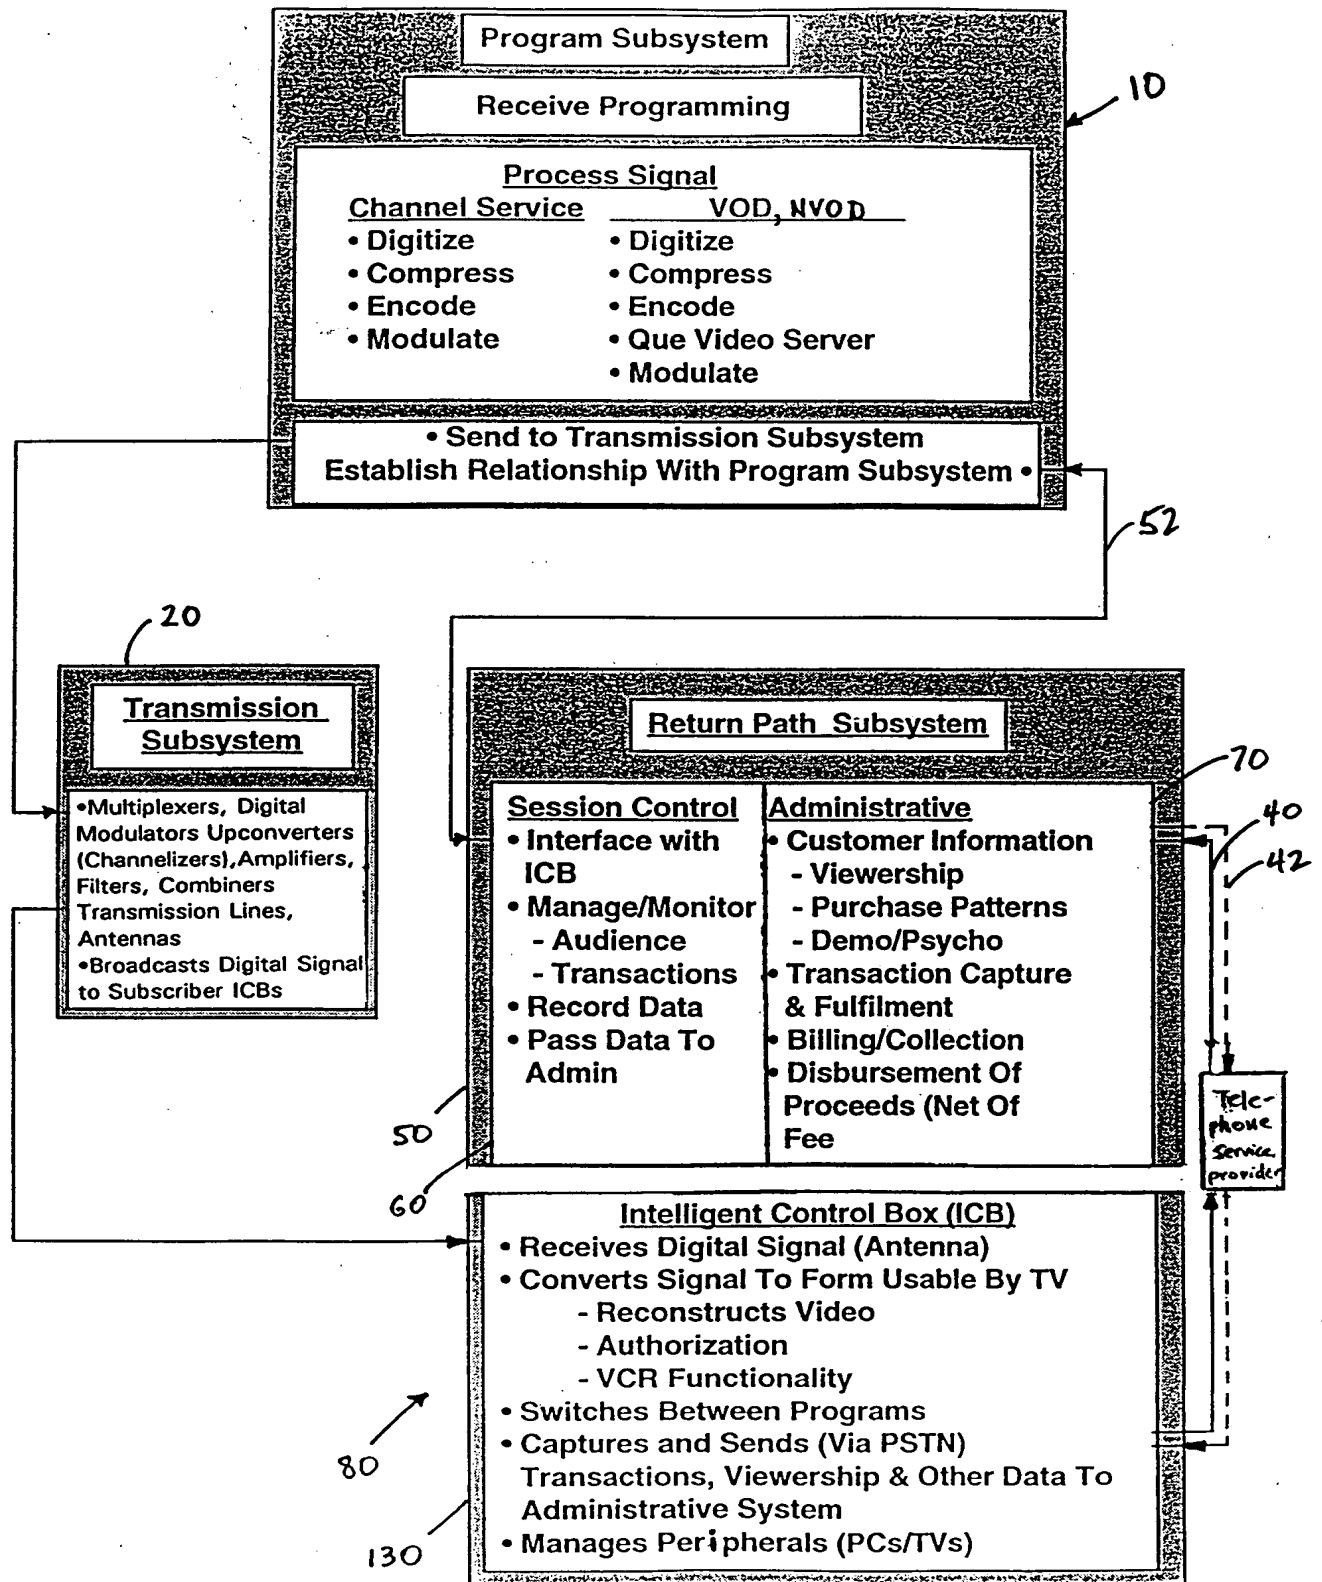 Program Subsystem
Receive Programming
10
Process Signal
Channel Service
• Digitize
• Compress
• Encode
• Modulate
VOD, NVOD
• Digitize
• Compress
• Encode
• Que Video Server
• Modulate
• Send to Transmission Subsystem
Establish Relationship With Program Subsystem •
52
20
Transmission
Subsystem
•Multiplexers, Digital
Modulators Upconverters
(Channelizers),Amplifiers,
Filters, Combiners
Transmission Lines,
Antennas
•Broadcasts Digital Signal
to Subscriber ICBs
Return Path Subsystem
70
40
42
Session Control
• Interface with
ICB
• Manage/Monitor
- Audience
- Transactions
• Record Data
• Pass Data To
Admin
Administrative
• Customer Information
- Viewership
- Purchase Patterns
- Demo/Psycho
• Transaction Capture
& Fulfilment
• Billing/Collection
• Disbursement Of
Proceeds (Net Of
Fee
50
60
Tele-
phone
service
provider
Intelligent Control Box (ICB)
• Receives Digital Signal (Antenna)
• Converts Signal To Form Usable By TV
- Reconstructs Video
- Authorization
- VCR Functionality
• Switches Between Programs
• Captures and Sends (Via PSTN)
Transactions, Viewership & Other Data To
Administrative System
• Manages Peripherals (PCs/TVs)
80
130